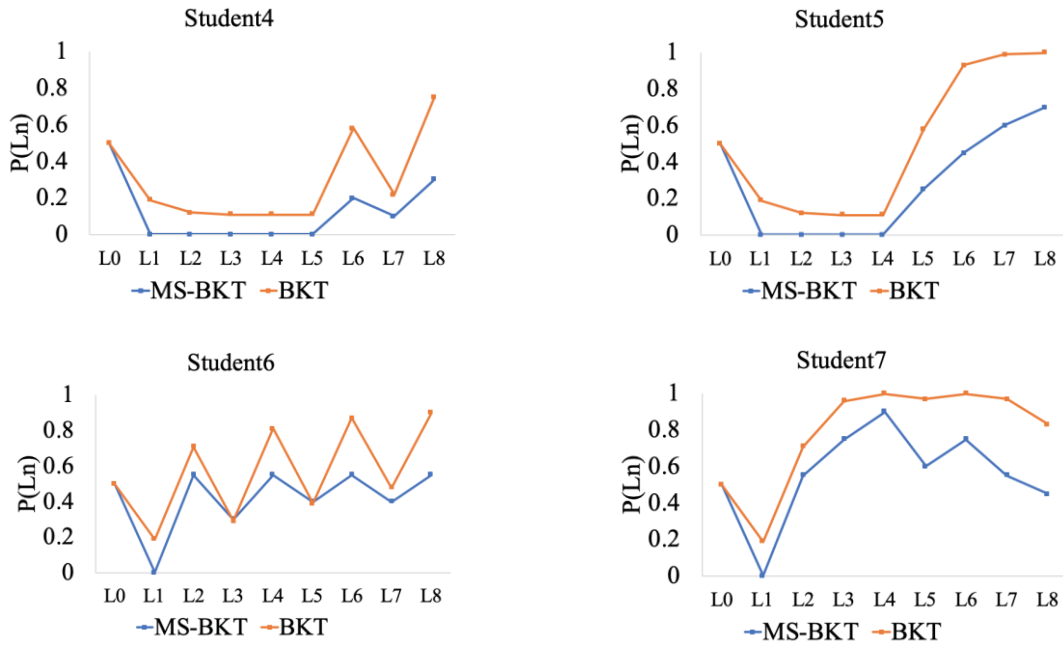 Student4
1
0.8
0.6
0.4
0.2
0
P(Ln)
L0 L1 L2 L3 L4 L5 L6 L7 L8
MS-BKT BKT
Student5
1
0.8
0.6
0.4
0.2
0
P(Ln)
L0 L1 L2 L3 L4 L5 L6 L7 L8
MS-BKT BKT
Student6
1
0.8
0.6
0.4
0.2
0
P(Ln)
L0 L1 L2 L3 L4 L5 L6 L7 L8
MS-BKT BKT
Student7
1
0.8
0.6
0.4
0.2
0
P(Ln)
L0 L1 L2 L3 L4 L5 L6 L7 L8
MS-BKT BKT